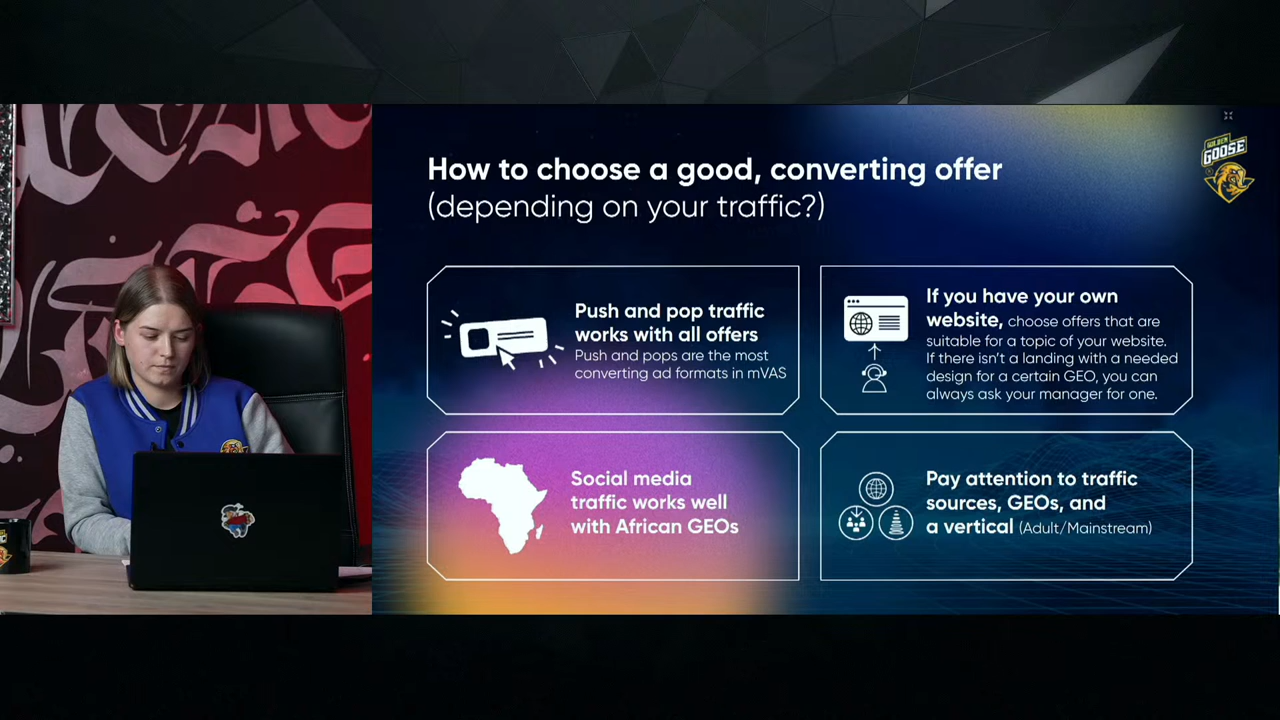 How to choose a good, converting offer
(depending on your traffic?)
GOLDEN
GOOSE
Push and pop traffic
works with all offers
Push and pops are the most
converting ad formats in mVAS
If you have your own
website, choose offers that are
suitable for a topic of your website.
If there isn't a landing with a needed
design for a certain GEO, you can
always ask your manager for one.
Social media
traffic works well
with African GEOs
Pay attention to traffic
sources, GEOs, and
a vertical (Adult/Mainstream)